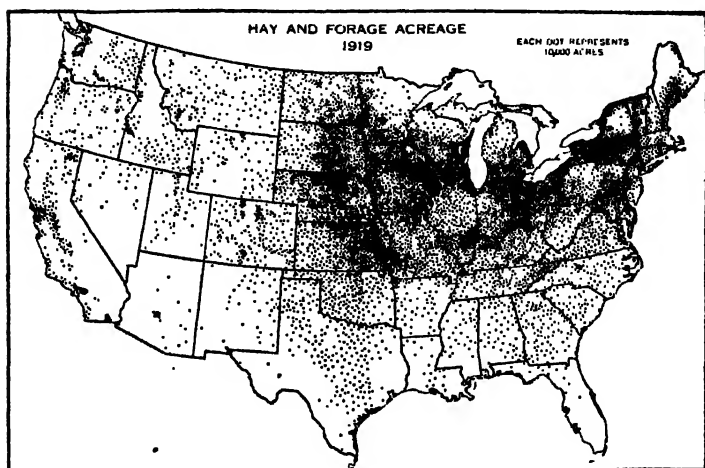 HAY AND FORAGE ACREAGE
1919
EACH DOT REPRESENTS
10,000 ACRES